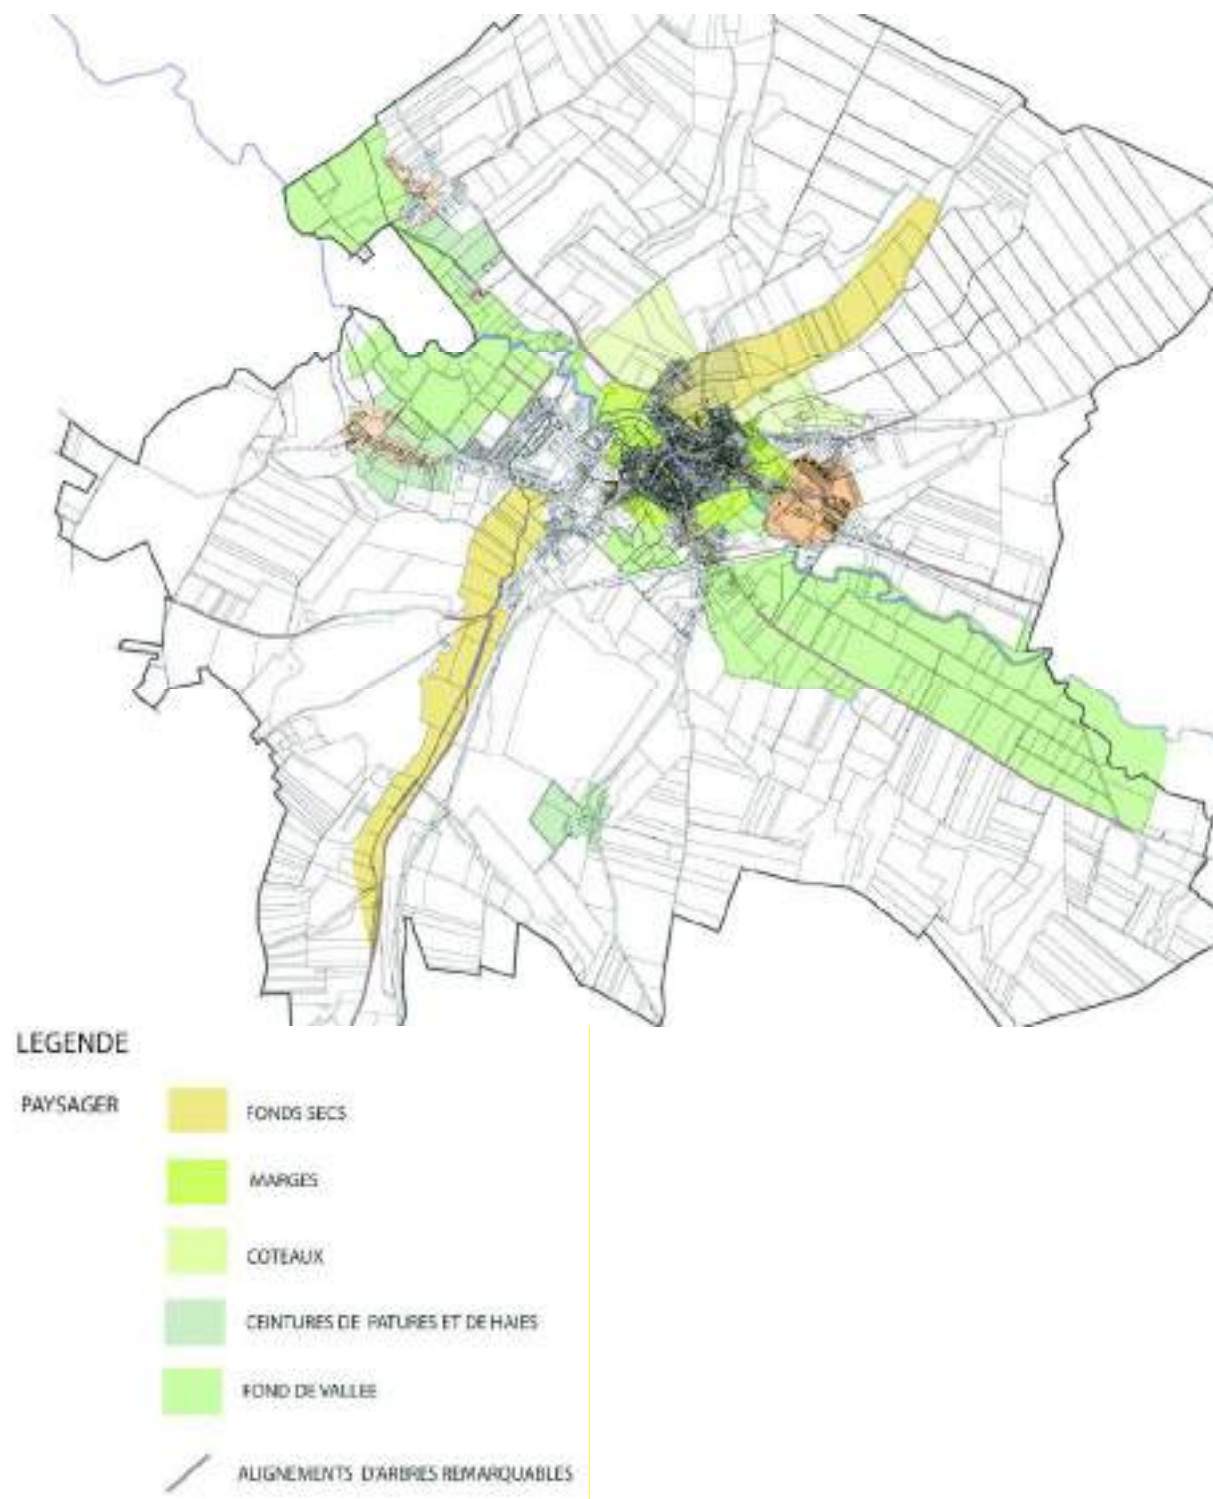 LEGENDE
PAYSAGER
FONDS SECS
MARGES
COTEAUX
CEINTURES DE PATURES ET DE HAIES
FOND DE VALLEE
ALIGNEMENTS D'ARBRES REMARQUABLES